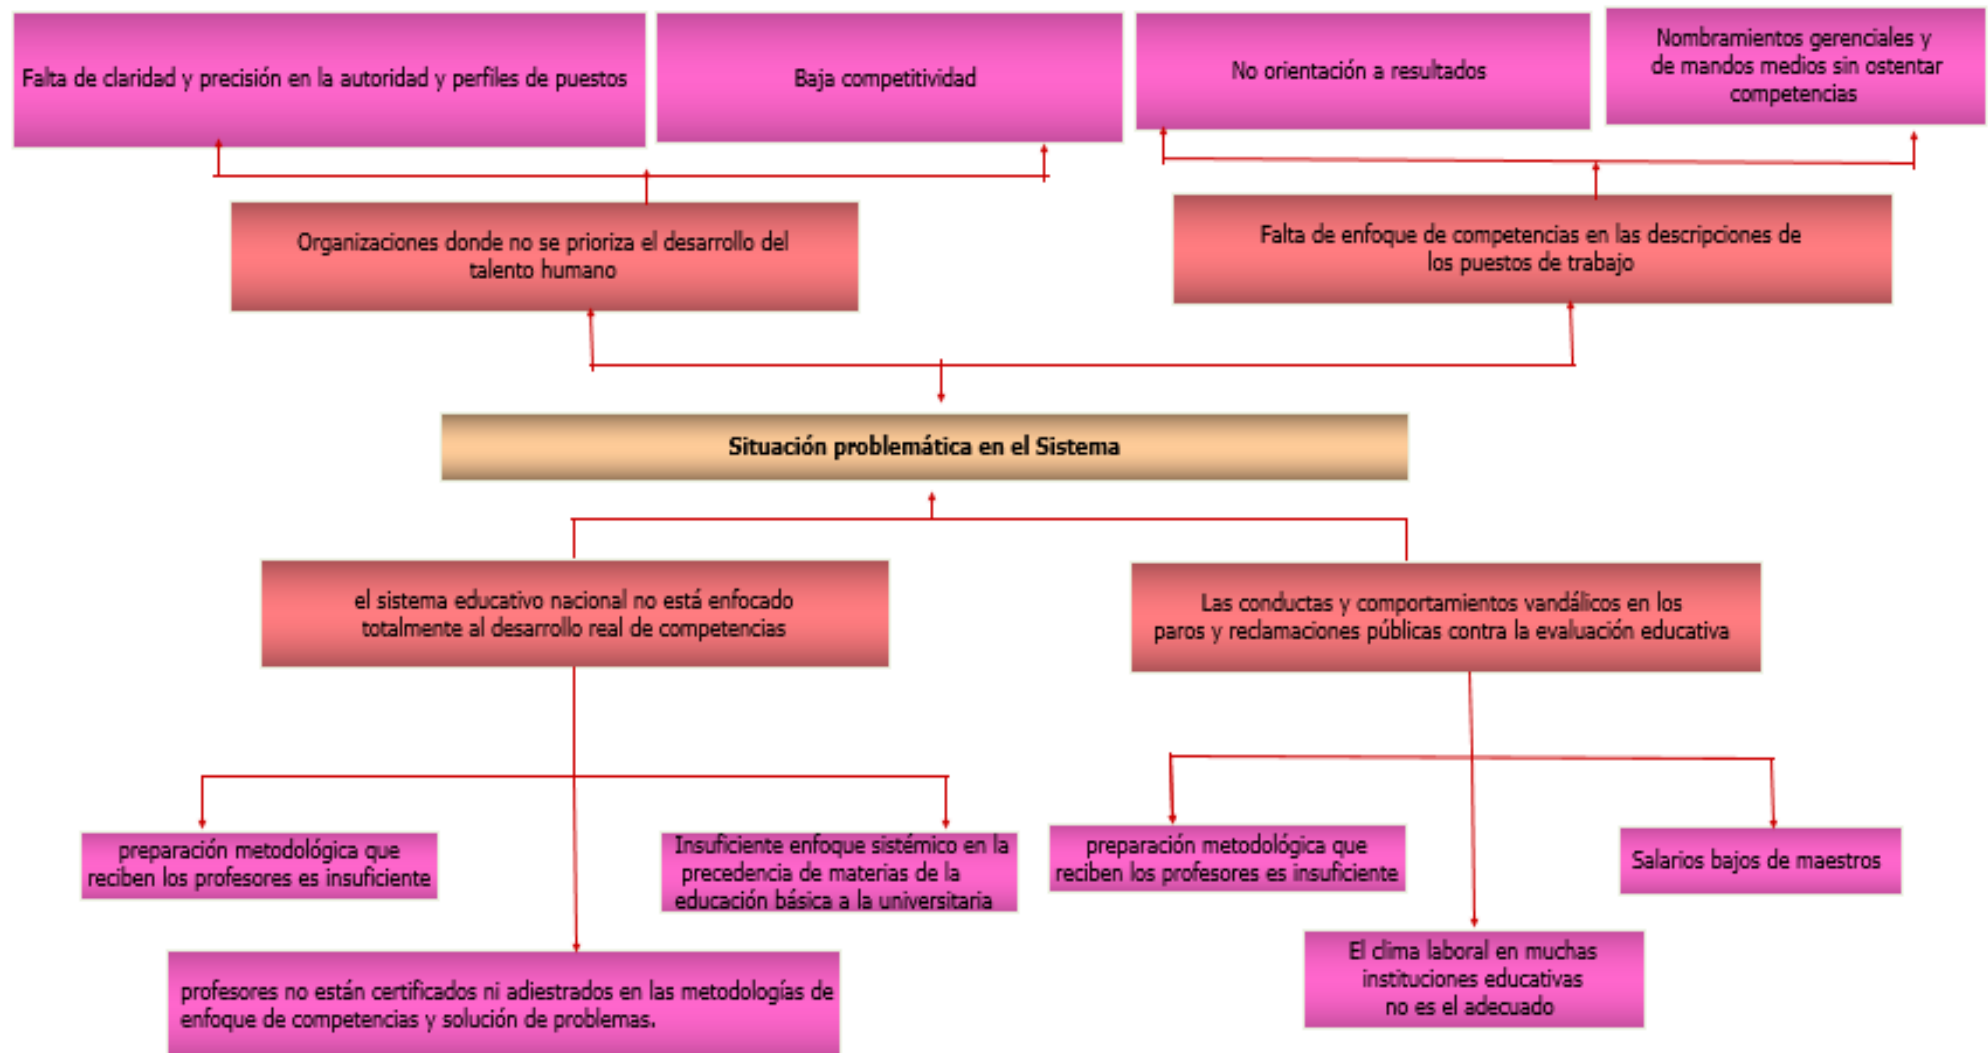 Falta de claridad y precisión en la autoridad y perfiles de puestos
Baja competitividad
No orientación a resultados
Nombramientos gerenciales y
de mandos medios sin ostentar
competencias
Organizaciones donde no se prioriza el desarrollo del
talento humano
Falta de enfoque de competencias en las descripciones de
los puestos de trabajo
Situación problemática en el Sistema
el sistema educativo nacional no está enfocado
totalmente al desarrollo real de competencias
Las conductas y comportamientos vandálicos en los
paros y reclamaciones públicas contra la evaluación educativa
preparación metodológica que
reciben los profesores es insuficiente
Insuficiente enfoque sistémico en la
precedencia de materias de la
educación básica a la universitaria
preparación metodológica que
reciben los profesores es insuficiente
Salarios bajos de maestros
profesores no están certificados ni adiestrados en las metodologías de
enfoque de competencias y solución de problemas.
El clima laboral en muchas
instituciones educativas
no es el adecuado